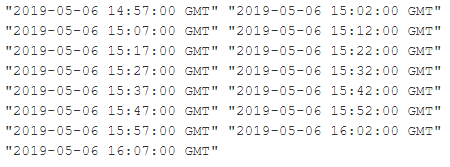 "2019-05-06 14:57:00 GMT" "2019-05-06 15:02:00 GMT"
"2019-05-06 15:07:00 GMT" "2019-05-06 15:12:00 GMT"
"2019-05-06 15:17:00 GMT" "2019-05-06 15:22:00 GMT"
"2019-05-06 15:27:00 GMT" "2019-05-06 15:32:00 GMT"
"2019-05-06 15:37:00 GMT" "2019-05-06 15:42:00 GMT"
"2019-05-06 15:47:00 GMT" "2019-05-06 15:52:00 GMT"
"2019-05-06 15:57:00 GMT" "2019-05-06 16:02:00 GMT"
"2019-05-06 16:07:00 GMT"